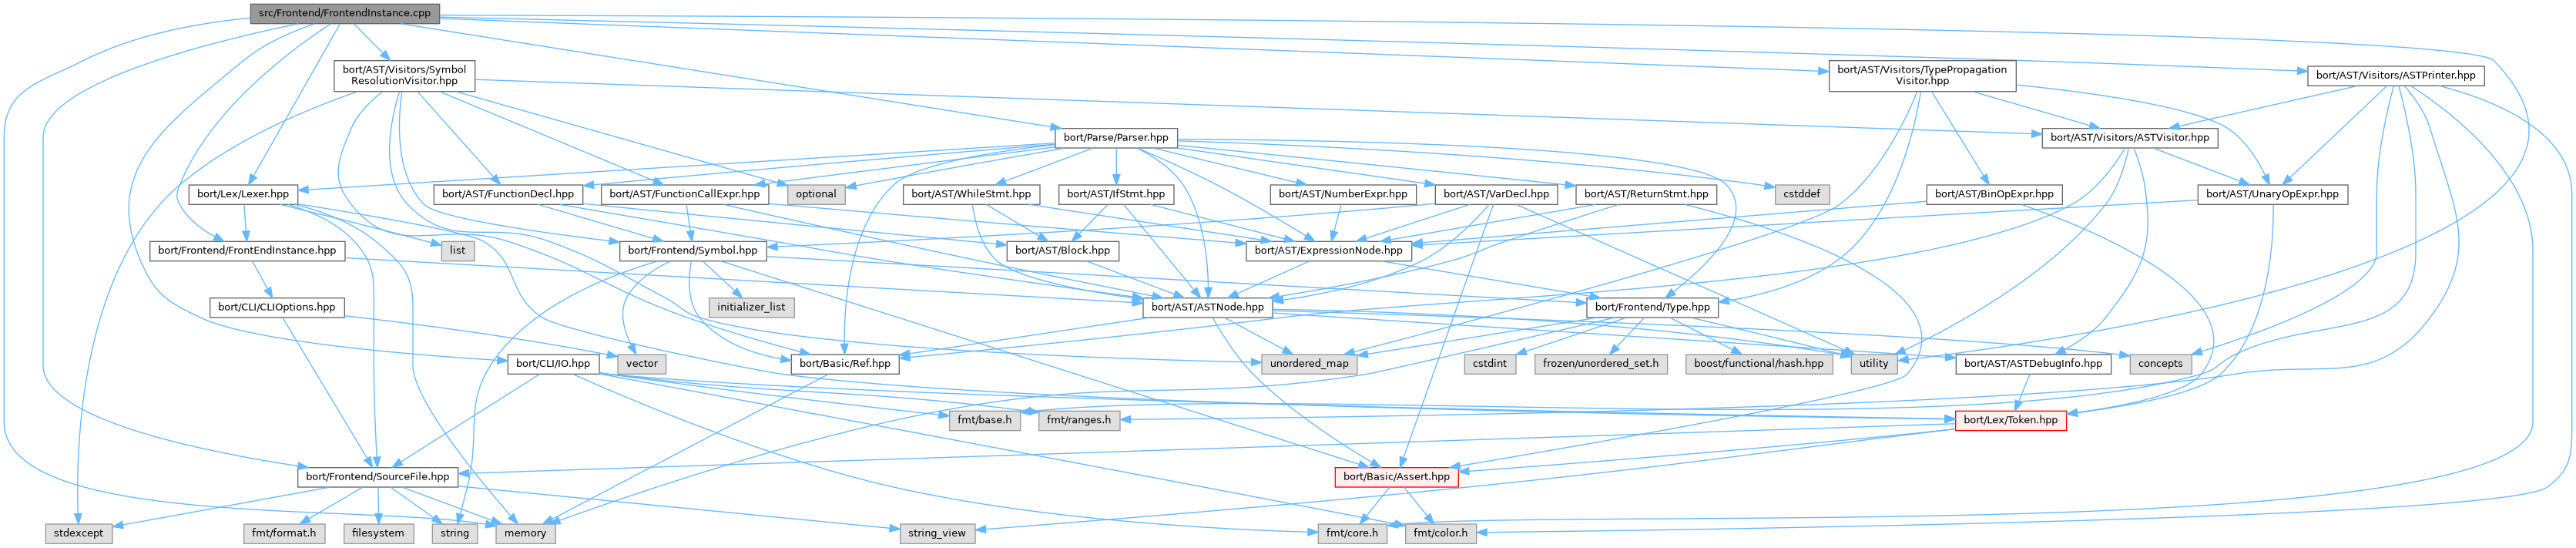 src/Frontend/FrontendInstance.cpp
bort/AST/Visitors/Symbol
ResolutionVisitor.hpp
bort/AST/Visitors/TypePropagation
Visitor.hpp
bort/AST/Visitors/ASTPrinter.hpp
bort/Parse/Parser.hpp
bort/AST/Visitors/ASTVisitor.hpp
bort/Lex/Lexer.hpp
bort/AST/FunctionDecl.hpp
bort/AST/FunctionCallExpr.hpp
optional
bort/AST/WhileStmt.hpp
bort/AST/IfStmt.hpp
bort/AST/NumberExpr.hpp
bort/AST/VarDecl.hpp
bort/AST/ReturnStmt.hpp
cstddef
bort/AST/BinOpExpr.hpp
bort/AST/UnaryOpExpr.hpp
bort/Frontend/FrontEndInstance.hpp
list
bort/Frontend/Symbol.hpp
bort/AST/Block.hpp
bort/AST/ExpressionNode.hpp
bort/CLI/CLIOptions.hpp
initializer_list
bort/AST/ASTNode.hpp
bort/Frontend/Type.hpp
bort/CLI/IO.hpp
vector
bort/Basic/Ref.hpp
unordered_map
cstdint
frozen/unordered_set.h
boost/functional/hash.hpp
utility
bort/AST/ASTDebugInfo.hpp
concepts
fmt/base.h
fmt/ranges.h
bort/Lex/Token.hpp
bort/Frontend/SourceFile.hpp
bort/Basic/Assert.hpp
stdexcept
fmt/format.h
filesystem
string
memory
string_view
fmt/core.h
fmt/color.h